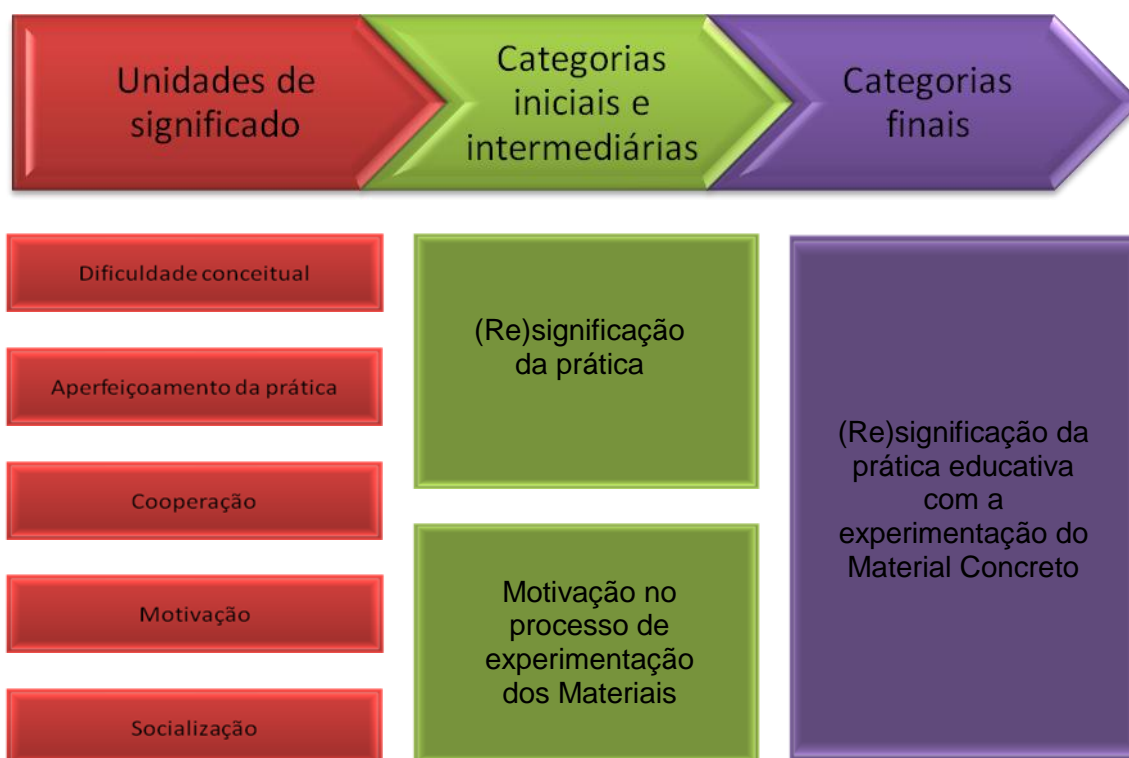 Unidades de
significado
Categorias
iniciais e
intermediárias
Categorias
finais
Dificuldade conceitual
Aperfeiçoamento da prática
Cooperação
Motivação
Socialização
(Re)significação
da prática
Motivação no
processo de
experimentação
dos Materiais
(Re)significação da
prática educativa
com a
experimentação do
Material Concreto